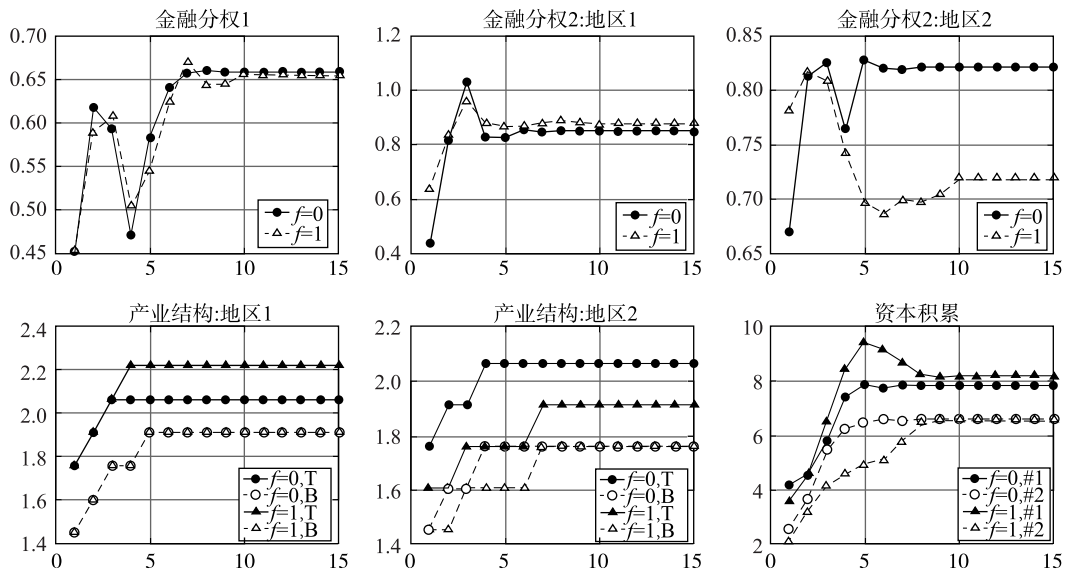 金融分权1
0.70
0.65
0.60
0.55
0.50
0.45
0 5 10 15
f=0
f=1
金融分权2:地区1
1.2
1.0
0.8
0.6
0.4
0 5 10 15
f=0
f=1
金融分权2:地区2
0.85
0.80
0.75
0.70
0.65
0 5 10 15
f=0
f=1
产业结构:地区1
2.4
2.2
2.0
1.8
1.6
1.4
0 5 10 15
f=0,T
f=0,B
f=1,T
f=1,B
产业结构:地区2
2.2
2.0
1.8
1.6
1.4
0 5 10 15
f=0,T
f=0,B
f=1,T
f=1,B
资本积累
10
8
6
4
2
0 5 10 15
f=0,#1
f=0,#2
f=1,#1
f=1,#2